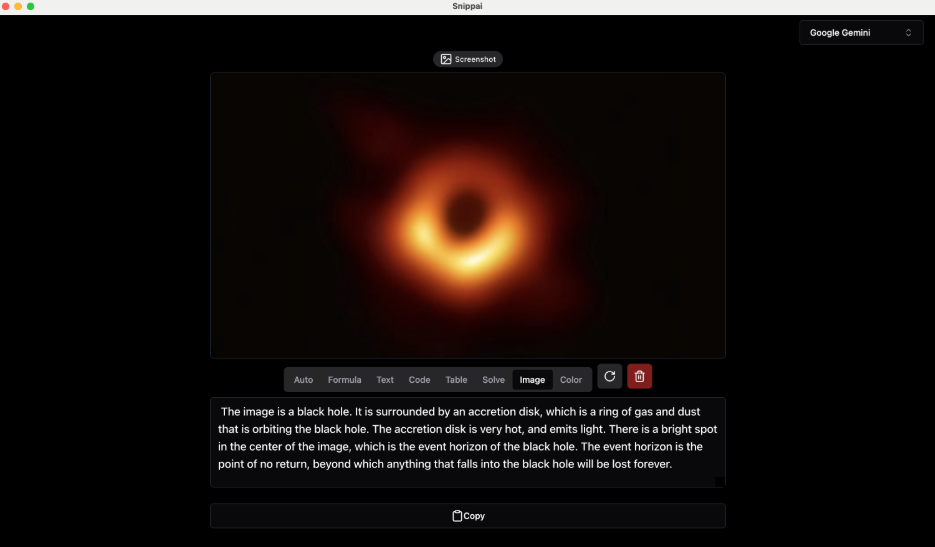 Snippai
Google Gemini
Screenshot
Auto Formula Text Code Table Solve Image Color
The image is a black hole. It is surrounded by an accretion disk, which is a ring of gas and dust
that is orbiting the black hole. The accretion disk is very hot, and emits light. There is a bright spot
in the center of the image, which is the event horizon of the black hole. The event horizon is the
point of no return, beyond which anything that falls into the black hole will be lost forever.
Copy